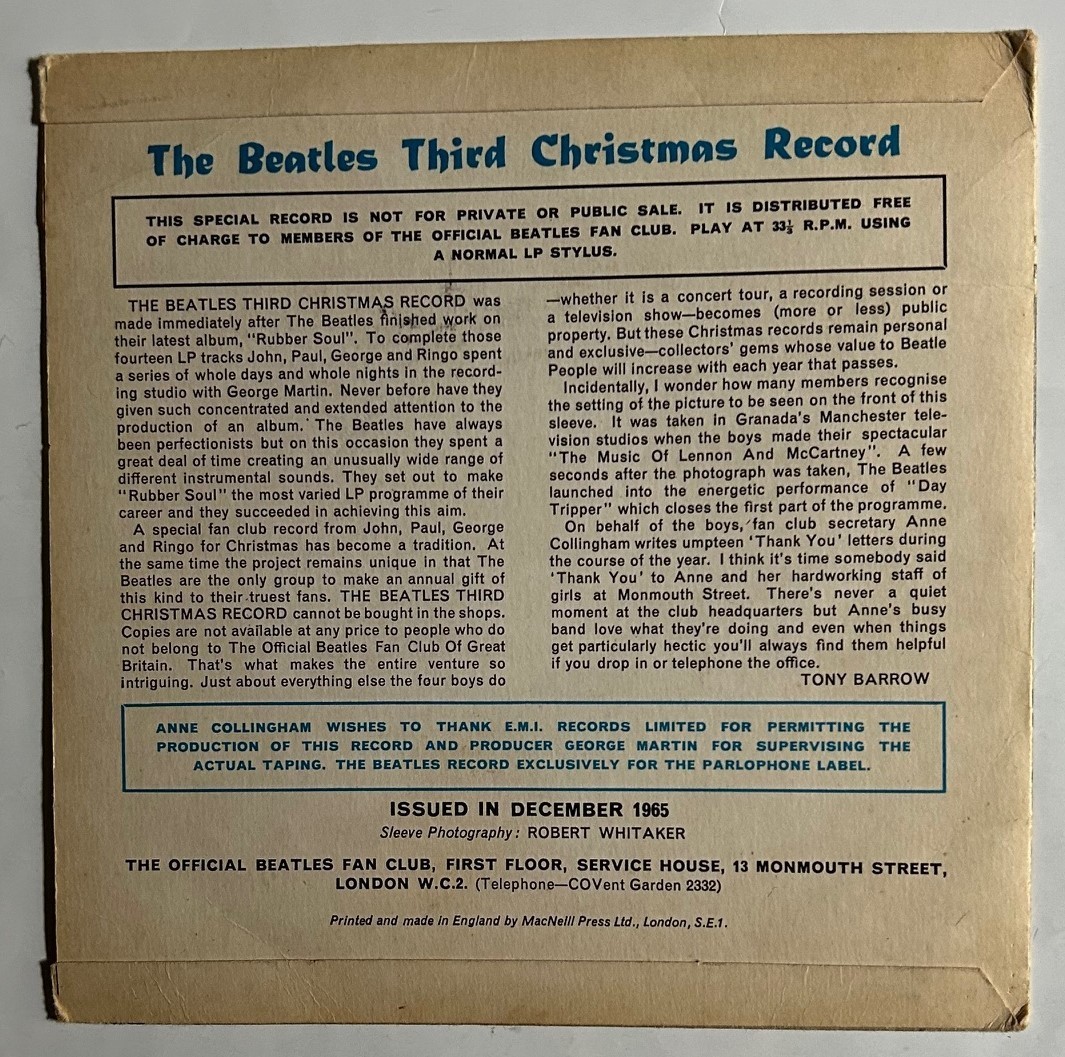 The Beatles Third Christmas Record
THIS SPECIAL RECORD IS NOT FOR PRIVATE OR PUBLIC SALE. IT IS DISTRIBUTED FREE
OF CHARGE TO MEMBERS OF THE OFFICIAL BEATLES FAN CLUB. PLAY AT 33⅓ R.P.M. USING
A NORMAL LP STYLUS.
THE BEATLES THIRD CHRISTMAS RECORD was
made immediately after The Beatles finished work on
their latest album, "Rubber Soul". To complete those
fourteen LP tracks John, Paul, George and Ringo spent
a series of whole days and whole nights in the record-
ing studio with George Martin. Never before have they
given such concentrated and extended attention to the
production of an album. The Beatles have always
been perfectionists but on this occasion they spent a
great deal of time creating an unusually wide range of
different instrumental sounds. They set out to make
"Rubber Soul" the most varied LP programme of their
career and they succeeded in achieving this aim.
A special fan club record from John, Paul, George
and Ringo for Christmas has become a tradition. At
the same time the project remains unique in that The
Beatles are the only group to make an annual gift of
this kind to their truest fans. THE BEATLES THIRD
CHRISTMAS RECORD cannot be bought in the shops.
Copies are not available at any price to people who do
not belong to The Official Beatles Fan Club Of Great
Britain. That's what makes the entire venture so
intriguing. Just about everything else the four boys do
—whether it is a concert tour, a recording session or
a television show—becomes (more or less) public
property. But these Christmas records remain personal
and exclusive—collectors' gems whose value to Beatle
People will increase with each year that passes.
Incidentally, I wonder how many members recognise
the setting of the picture to be seen on the front of this
sleeve. It was taken in Granada's Manchester tele-
vision studios when the boys made their spectacular
"The Music Of Lennon And McCartney". A few
seconds after the photograph was taken, The Beatles
launched into the energetic performance of "Day
Tripper" which closes the first part of the programme.
On behalf of the boys, fan club secretary Anne
Collingham writes umpteen 'Thank You' letters during
the course of the year. I think it's time somebody said
'Thank You' to Anne and her hardworking staff of
girls at Monmouth Street. There's never a quiet
moment at the club headquarters but Anne's busy
band love what they're doing and even when things
get particularly hectic you'll always find them helpful
if you drop in or telephone the office.
TONY BARROW
ANNE COLLINGHAM WISHES TO THANK E.M.I. RECORDS LIMITED FOR PERMITTING THE
PRODUCTION OF THIS RECORD AND PRODUCER GEORGE MARTIN FOR SUPERVISING THE
ACTUAL TAPING. THE BEATLES RECORD EXCLUSIVELY FOR THE PARLOPHONE LABEL.
ISSUED IN DECEMBER 1965
Sleeve Photography: ROBERT WHITAKER
THE OFFICIAL BEATLES FAN CLUB, FIRST FLOOR, SERVICE HOUSE, 13 MONMOUTH STREET,
LONDON W.C.2. (Telephone—COVent Garden 2332)
Printed and made in England by MacNeill Press Ltd., London, S.E.1.